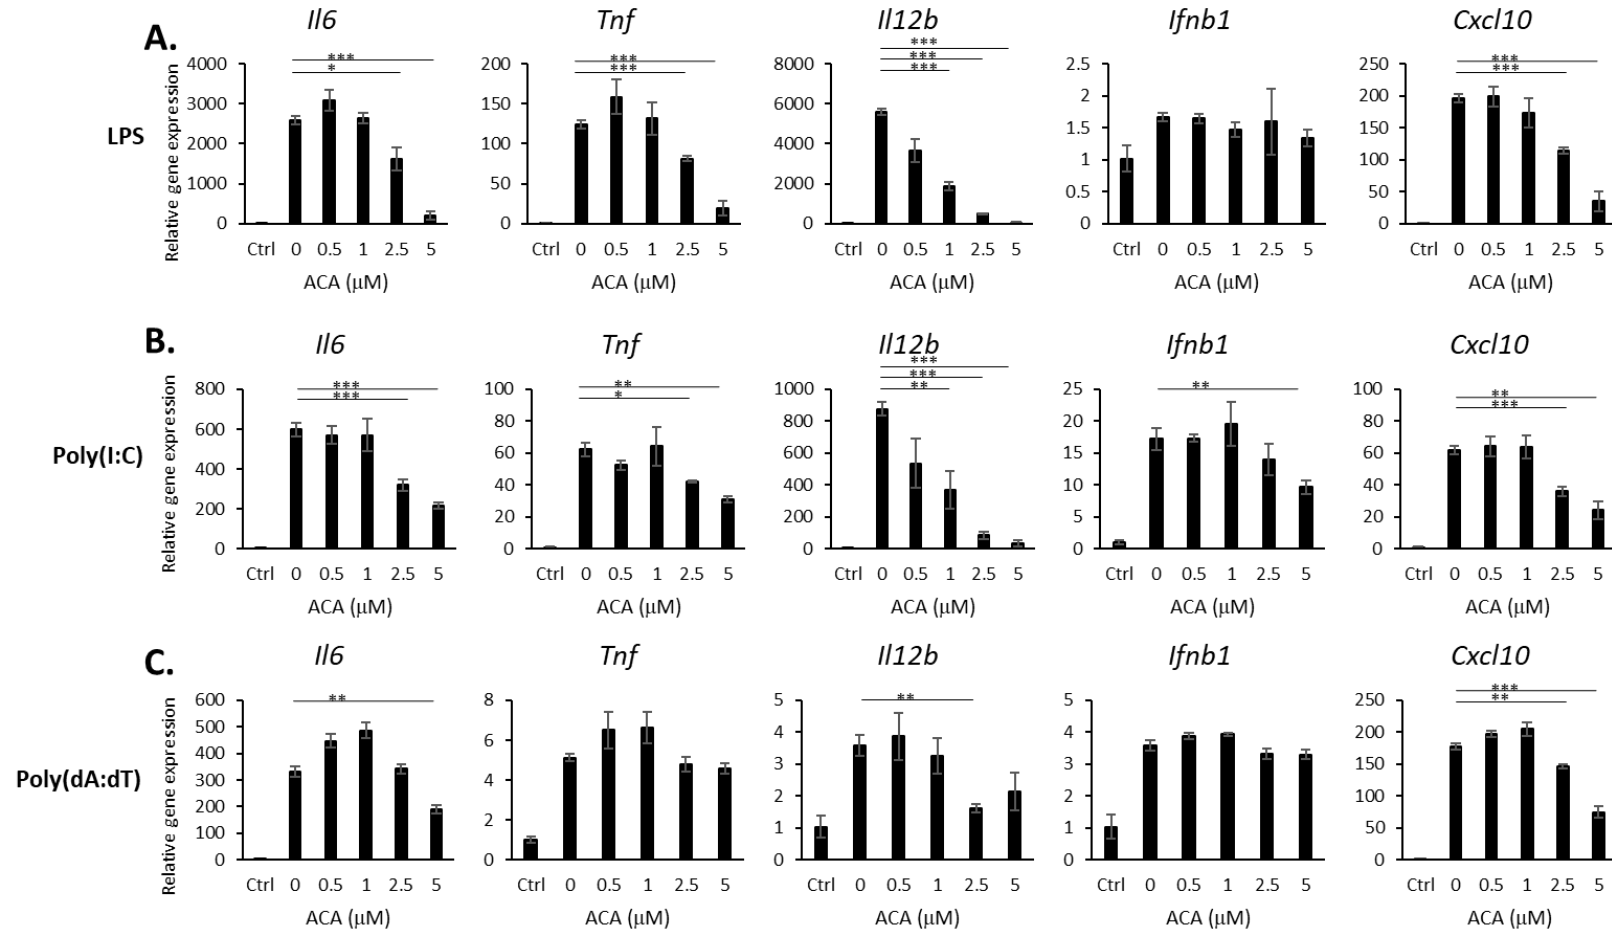 A.
LPS
Il6
Relative gene expression
4000
3000
2000
1000
0
***
*
Ctrl 0 0.5 1 2.5 5
ACA (μM)
Tnf
200
150
100
50
0
***
***
Ctrl 0 0.5 1 2.5 5
ACA (μM)
Il12b
8000
6000
4000
2000
0
***
***
***
Ctrl 0 0.5 1 2.5 5
ACA (μM)
Ifnb1
2.5
2
1.5
1
0.5
0
Ctrl 0 0.5 1 2.5 5
ACA (μM)
Cxcl10
250
200
150
100
50
0
***
***
Ctrl 0 0.5 1 2.5 5
ACA (μM)
B.
Poly(I:C)
Il6
Relative gene expression
800
600
400
200
0
***
***
Ctrl 0 0.5 1 2.5 5
ACA (μM)
Tnf
100
80
60
40
20
0
**
*
Ctrl 0 0.5 1 2.5 5
ACA (μM)
Il12b
1000
800
600
400
200
0
***
***
**
Ctrl 0 0.5 1 2.5 5
ACA (μM)
Ifnb1
25
20
15
10
5
0
**
Ctrl 0 0.5 1 2.5 5
ACA (μM)
Cxcl10
100
80
60
40
20
0
**
***
Ctrl 0 0.5 1 2.5 5
ACA (μM)
C.
Poly(dA:dT)
Il6
Relative gene expression
600
500
400
300
200
100
0
**
Ctrl 0 0.5 1 2.5 5
ACA (μM)
Tnf
8
6
4
2
0
Ctrl 0 0.5 1 2.5 5
ACA (μM)
Il12b
5
4
3
2
1
0
**
Ctrl 0 0.5 1 2.5 5
ACA (μM)
Ifnb1
5
4
3
2
1
0
Ctrl 0 0.5 1 2.5 5
ACA (μM)
Cxcl10
250
200
150
100
50
0
***
**
Ctrl 0 0.5 1 2.5 5
ACA (μM)